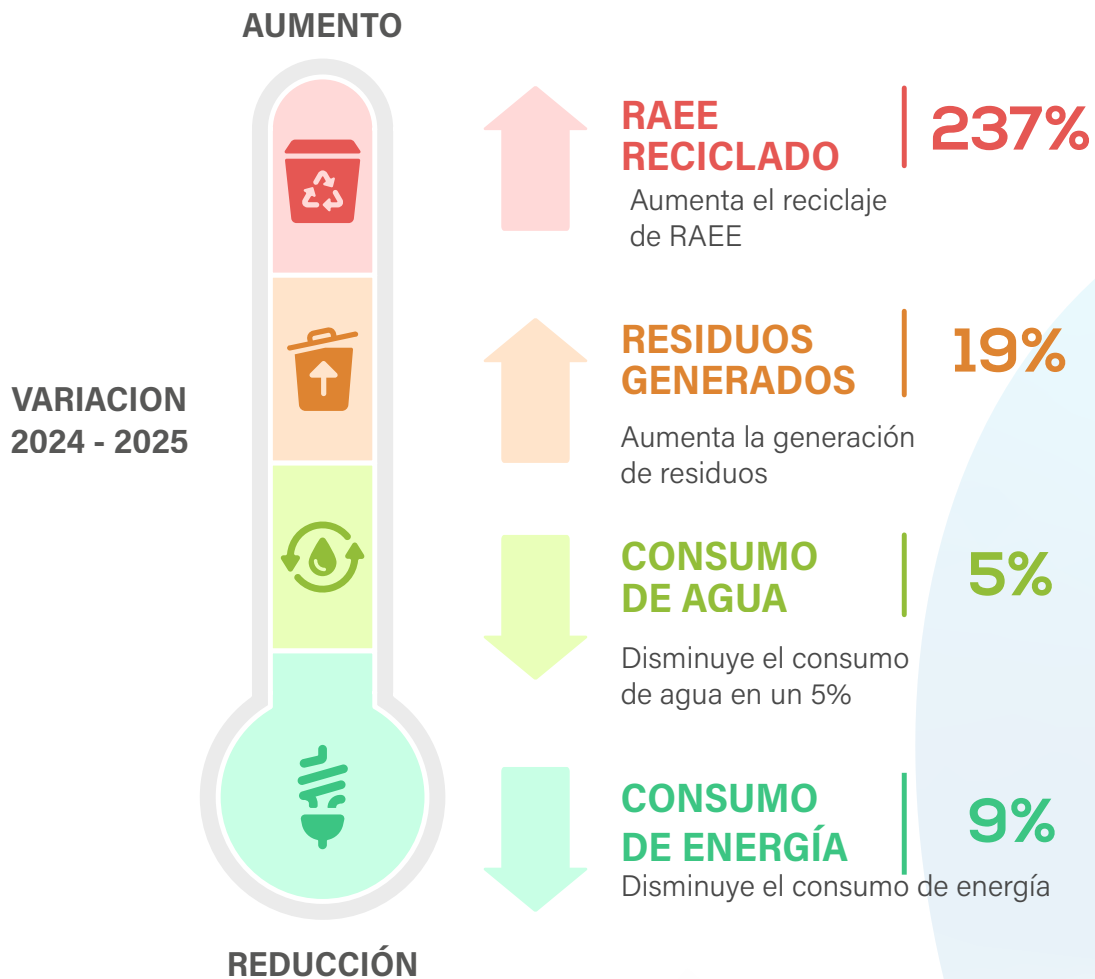 AUMENTO
RAEE
RECICLADO
237%
Aumenta el reciclaje
de RAEE
RESIDUOS
GENERADOS
19%
Aumenta la generación
de residuos
VARIACION
2024 - 2025
CONSUMO
DE AGUA
5%
Disminuye el consumo
de agua en un 5%
CONSUMO
DE ENERGÍA
9%
Disminuye el consumo de energía
REDUCCIÓN